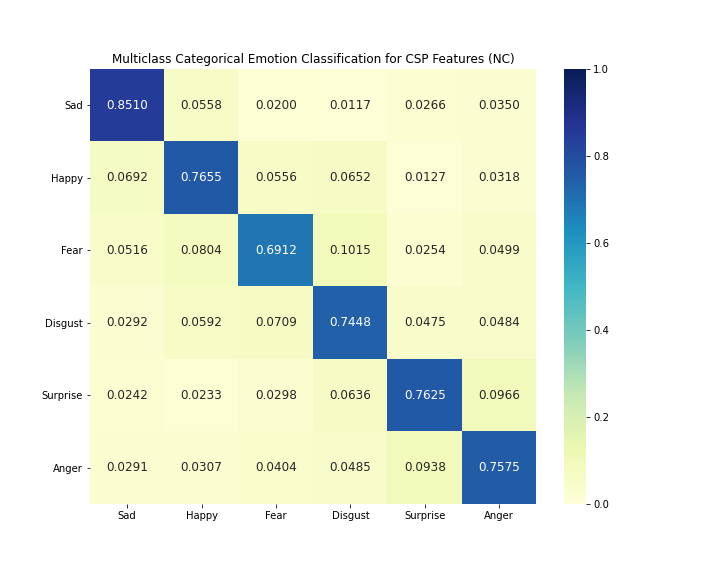 Multiclass Categorical Emotion Classification for CSP Features (NC)
Sad 0.8510 0.0558 0.0200 0.0117 0.0266 0.0350
Happy 0.0692 0.7655 0.0556 0.0652 0.0127 0.0318
Fear 0.0516 0.0804 0.6912 0.1015 0.0254 0.0499
Disgust 0.0292 0.0592 0.0709 0.7448 0.0475 0.0484
Surprise 0.0242 0.0233 0.0298 0.0636 0.7625 0.0966
Anger 0.0291 0.0307 0.0404 0.0485 0.0938 0.7575
Sad Happy Fear Disgust Surprise Anger
1.0
0.8
0.6
0.4
0.2
0.0